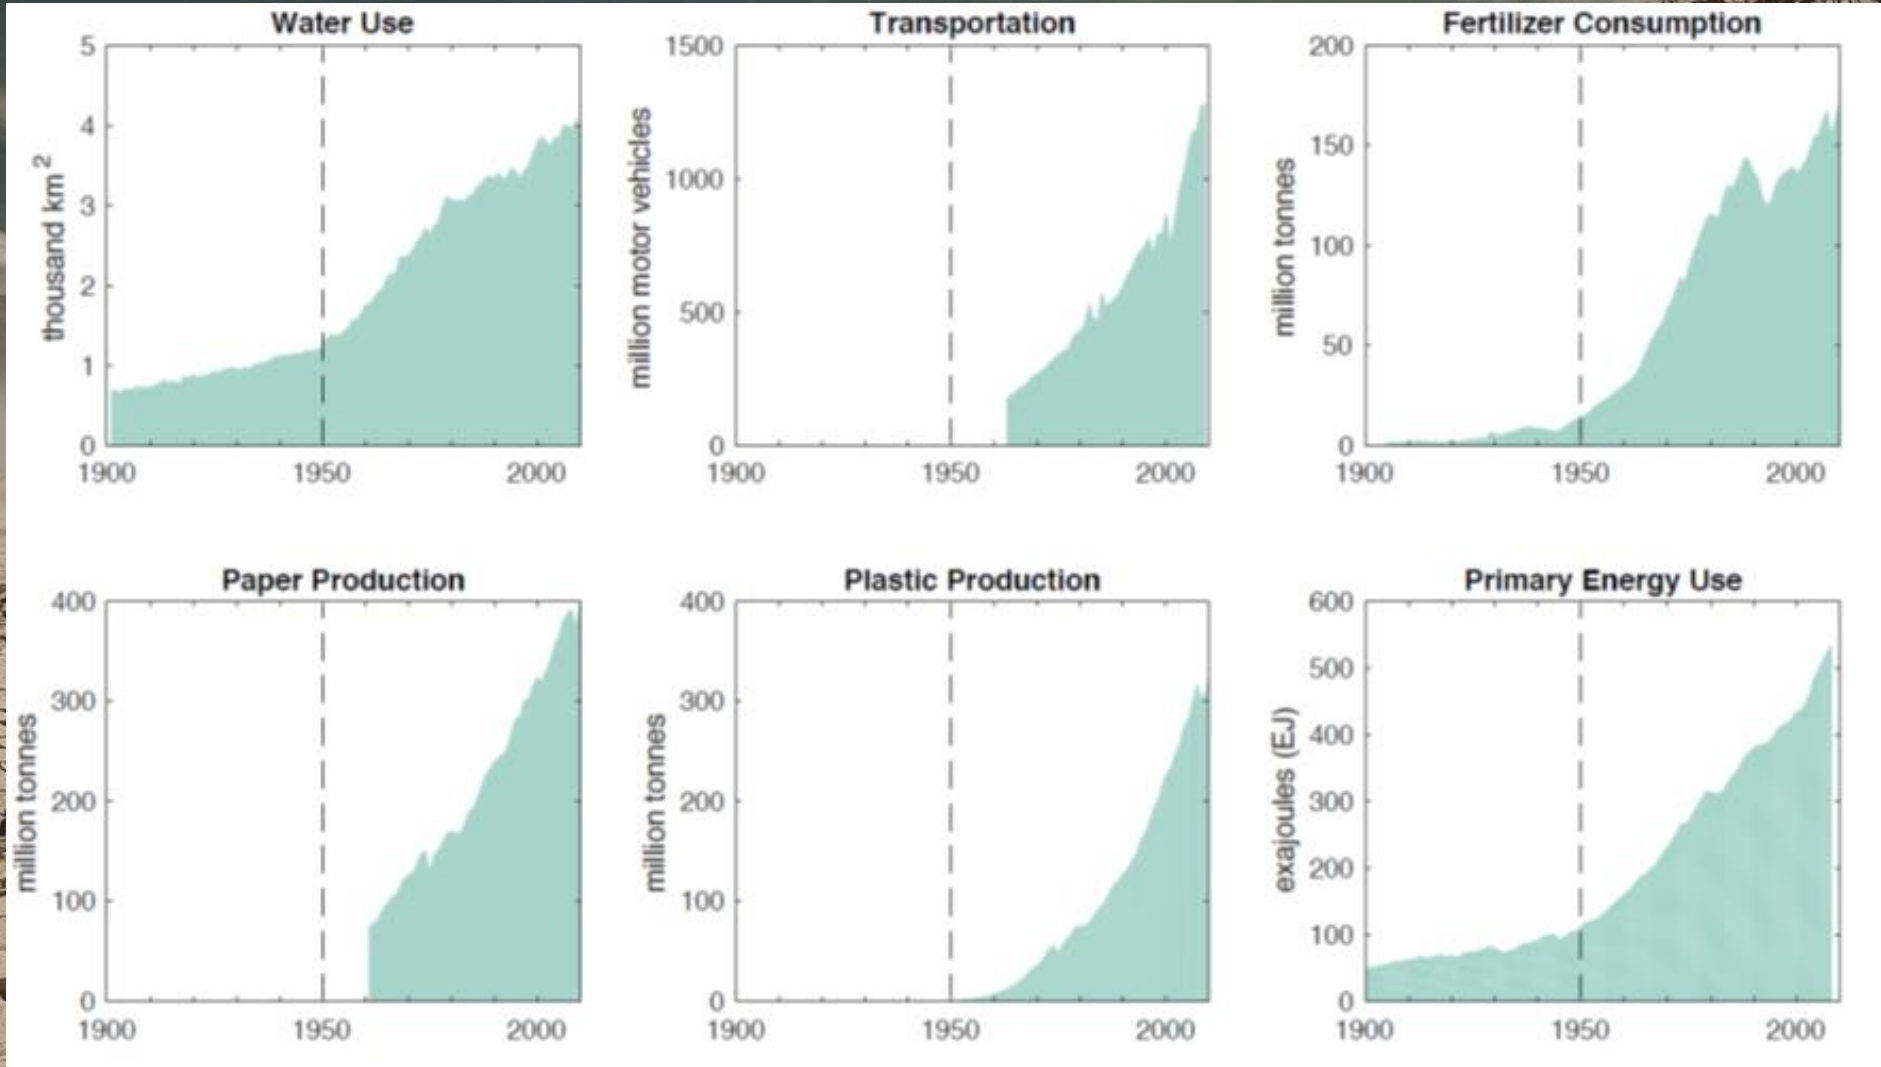 Water Use
5
4
3
2
1
0
thousand km²
1900 1950 2000
Transportation
1500
1000
500
0
million motor vehicles
1900 1950 2000
Fertilizer Consumption
200
150
100
50
0
million tonnes
1900 1950 2000
Paper Production
400
300
200
100
0
million tonnes
1900 1950 2000
Plastic Production
400
300
200
100
0
million tonnes
1900 1950 2000
Primary Energy Use
600
500
400
300
200
100
0
exajoules (EJ)
1900 1950 2000